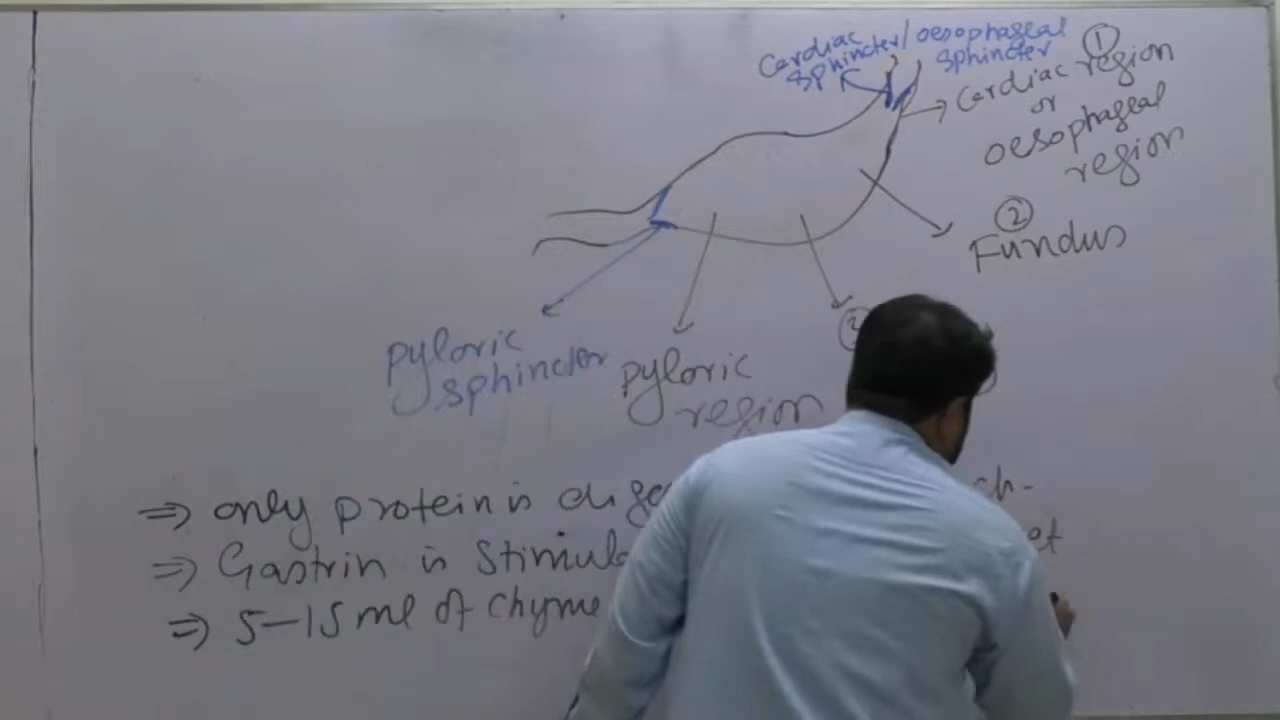 Cardiac
sphincter/
oesophageal
sphincter
①
Cardiac region
or
oesophageal
region
②
Fundus
③
pyloric
sphincter
pyloric
region
⇒ only protein is
⇒ Gastrin is
⇒ 5-15 ml of chyme